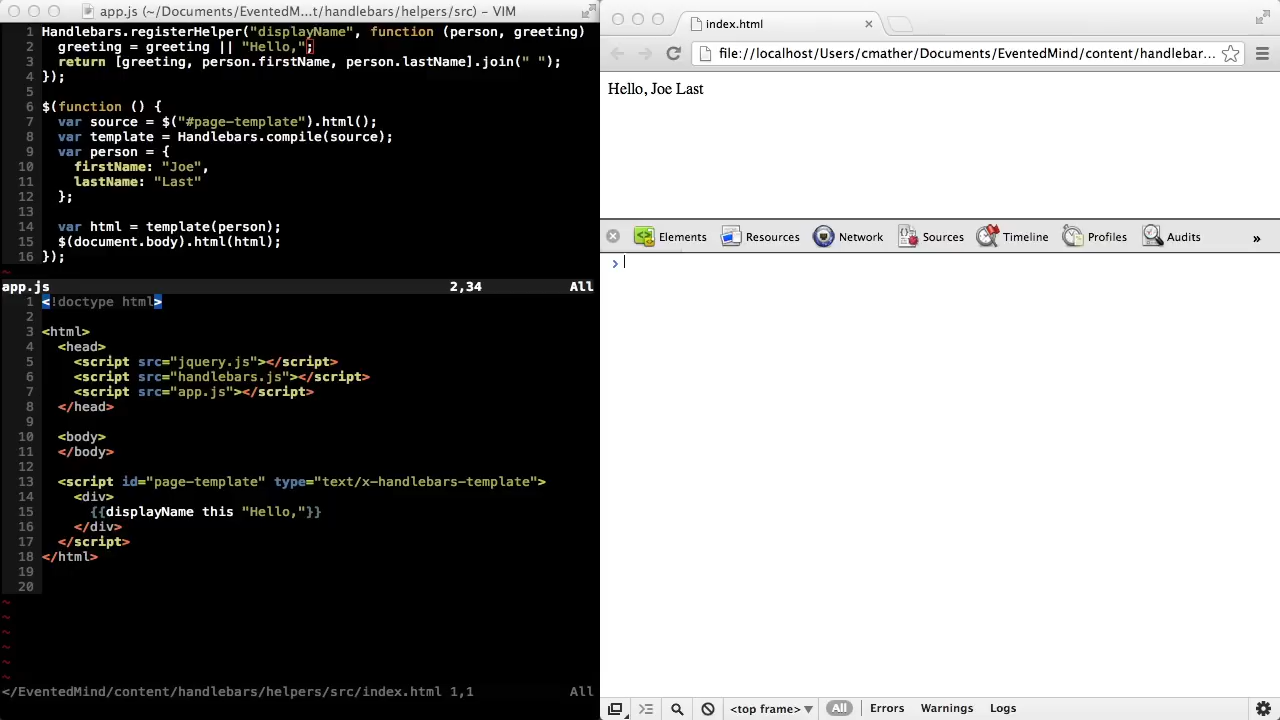 app.js (~/Documents/EventedM...t/handlebars/helpers/src) – VIM
1 Handlebars.registerHelper("displayName", function (person, greeting)
2   greeting = greeting || "Hello,";
3   return [greeting, person.firstName, person.lastName].join(" ");
4 });
5
6 $(function () {
7   var source = $("#page-template").html();
8   var template = Handlebars.compile(source);
9   var person = {
10     firstName: "Joe",
11     lastName: "Last"
12   };
13
14   var html = template(person);
15   $(document.body).html(html);
16 });
~
app.js 2,34 All
1 <!doctype html>
2
3 <html>
4   <head>
5     <script src="jquery.js"></script>
6     <script src="handlebars.js"></script>
7     <script src="app.js"></script>
8   </head>
9
10   <body>
11   </body>
12
13   <script id="page-template" type="text/x-handlebars-template">
14     <div>
15       {{displayName this "Hello,"}}
16     </div>
17   </script>
18 </html>
19
20
~
~
~
~
~
~
</EventedMind/content/handlebars/helpers/src/index.html 1,1 All
index.html
file://localhost/Users/cmather/Documents/EventedMind/content/handlebar...
Hello, Joe Last
Elements Resources Network Sources Timeline Profiles Audits »
>
<top frame> All Errors Warnings Logs